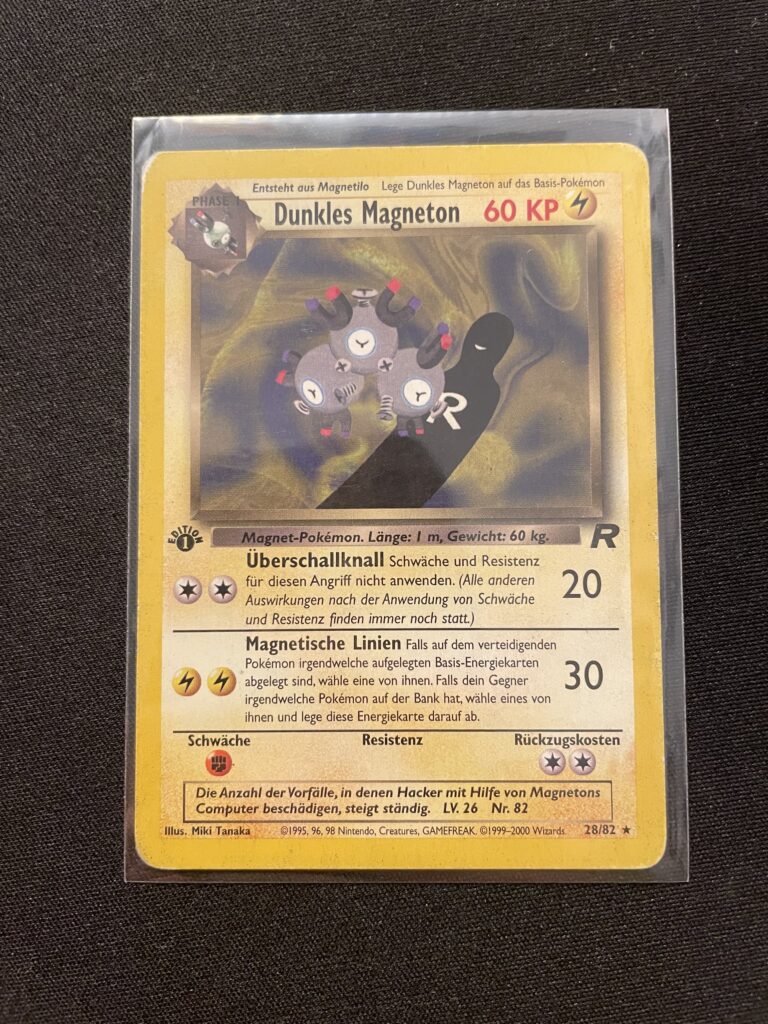 Entsteht aus Magnetilo Lege Dunkles Magneton auf das Basis-Pokémon
PHASE 1
Dunkles Magneton 60 KP
R
EDITION 1
Magnet-Pokémon. Länge: 1 m, Gewicht: 60 kg.
R
Überschallknall Schwäche und Resistenz
für diesen Angriff nicht anwenden. (Alle anderen
Auswirkungen nach der Anwendung von Schwäche
und Resistenz finden immer noch statt.)
20
Magnetische Linien Falls auf dem verteidigenden
Pokémon irgendwelche aufgelegten Basis-Energiekarten
abgelegt sind, wähle eine von ihnen. Falls dein Gegner
irgendwelche Pokémon auf der Bank hat, wähle eines von
ihnen und lege diese Energiekarte darauf ab.
30
Schwäche Resistenz Rückzugskosten
Die Anzahl der Vorfälle, in denen Hacker mit Hilfe von Magnetons
Computer beschädigen, steigt ständig. LV. 26 Nr. 82
Illus. Miki Tanaka ©1995, 96, 98 Nintendo, Creatures, GAMEFREAK. ©1999–2000 Wizards. 28/82 ★